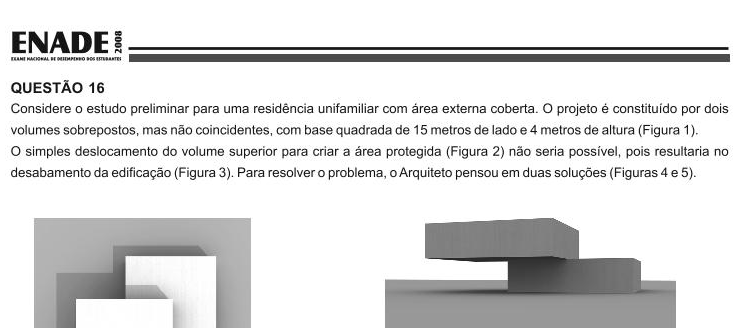 ENADE 2008
EXAME NACIONAL DE DESEMPENHO DOS ESTUDANTES
QUESTÃO 16
Considere o estudo preliminar para uma residência unifamiliar com área externa coberta. O projeto é constituído por dois
volumes sobrepostos, mas não coincidentes, com base quadrada de 15 metros de lado e 4 metros de altura (Figura 1).
O simples deslocamento do volume superior para criar a área protegida (Figura 2) não seria possível, pois resultaria no
desabamento da edificação (Figura 3). Para resolver o problema, o Arquiteto pensou em duas soluções (Figuras 4 e 5).